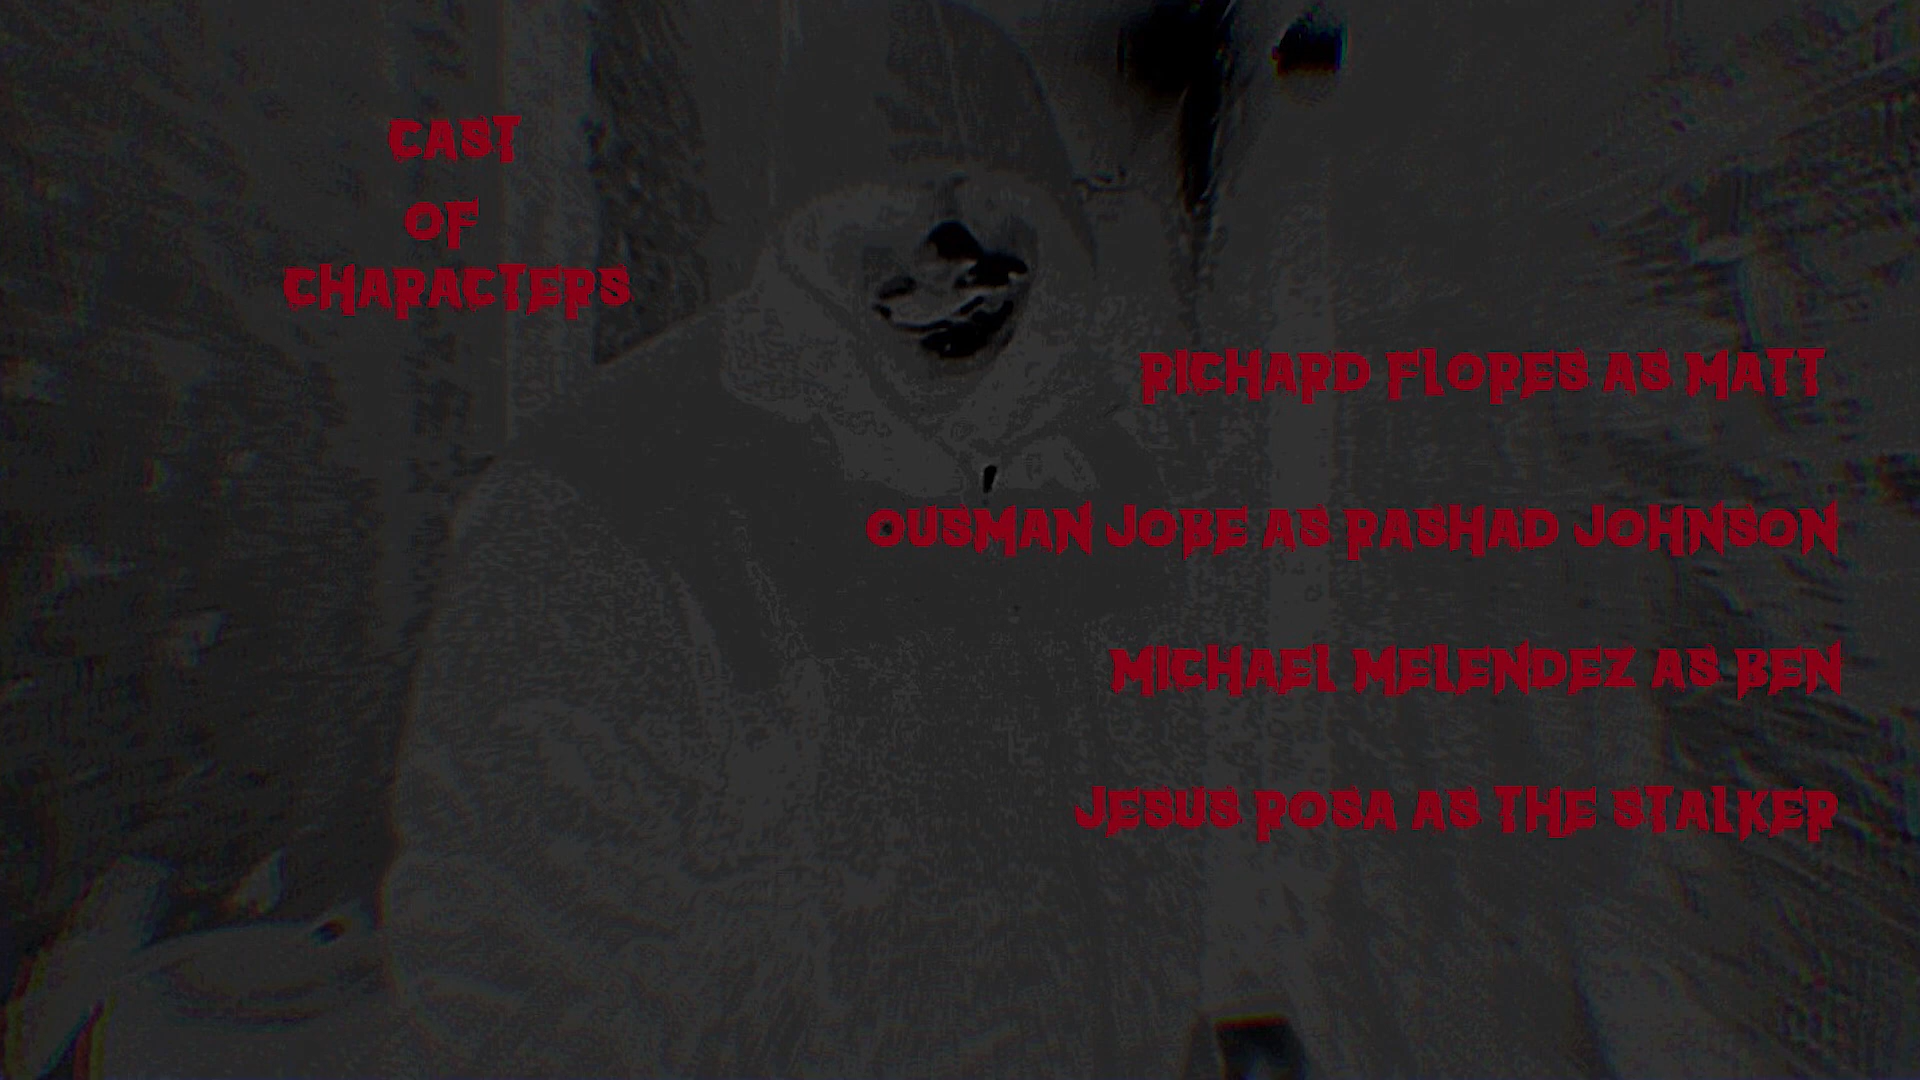 CAST
OF
CHARACTERS
RICHARD FLORES AS MATT
OUSMAN JOBE AS RASHAD JOHNSON
MICHAEL MELENDEZ AS BEN
JESUS ROSA AS THE STALKER